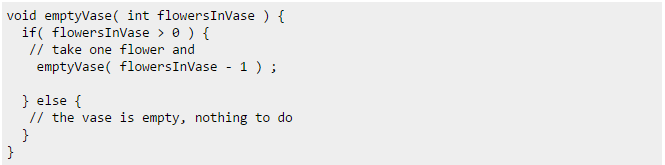 void emptyVase( int flowersInVase ) {
  if( flowersInVase > 0 ) {
   // take one flower and
    emptyVase( flowersInVase - 1 ) ;

  } else {
   // the vase is empty, nothing to do
  }
}